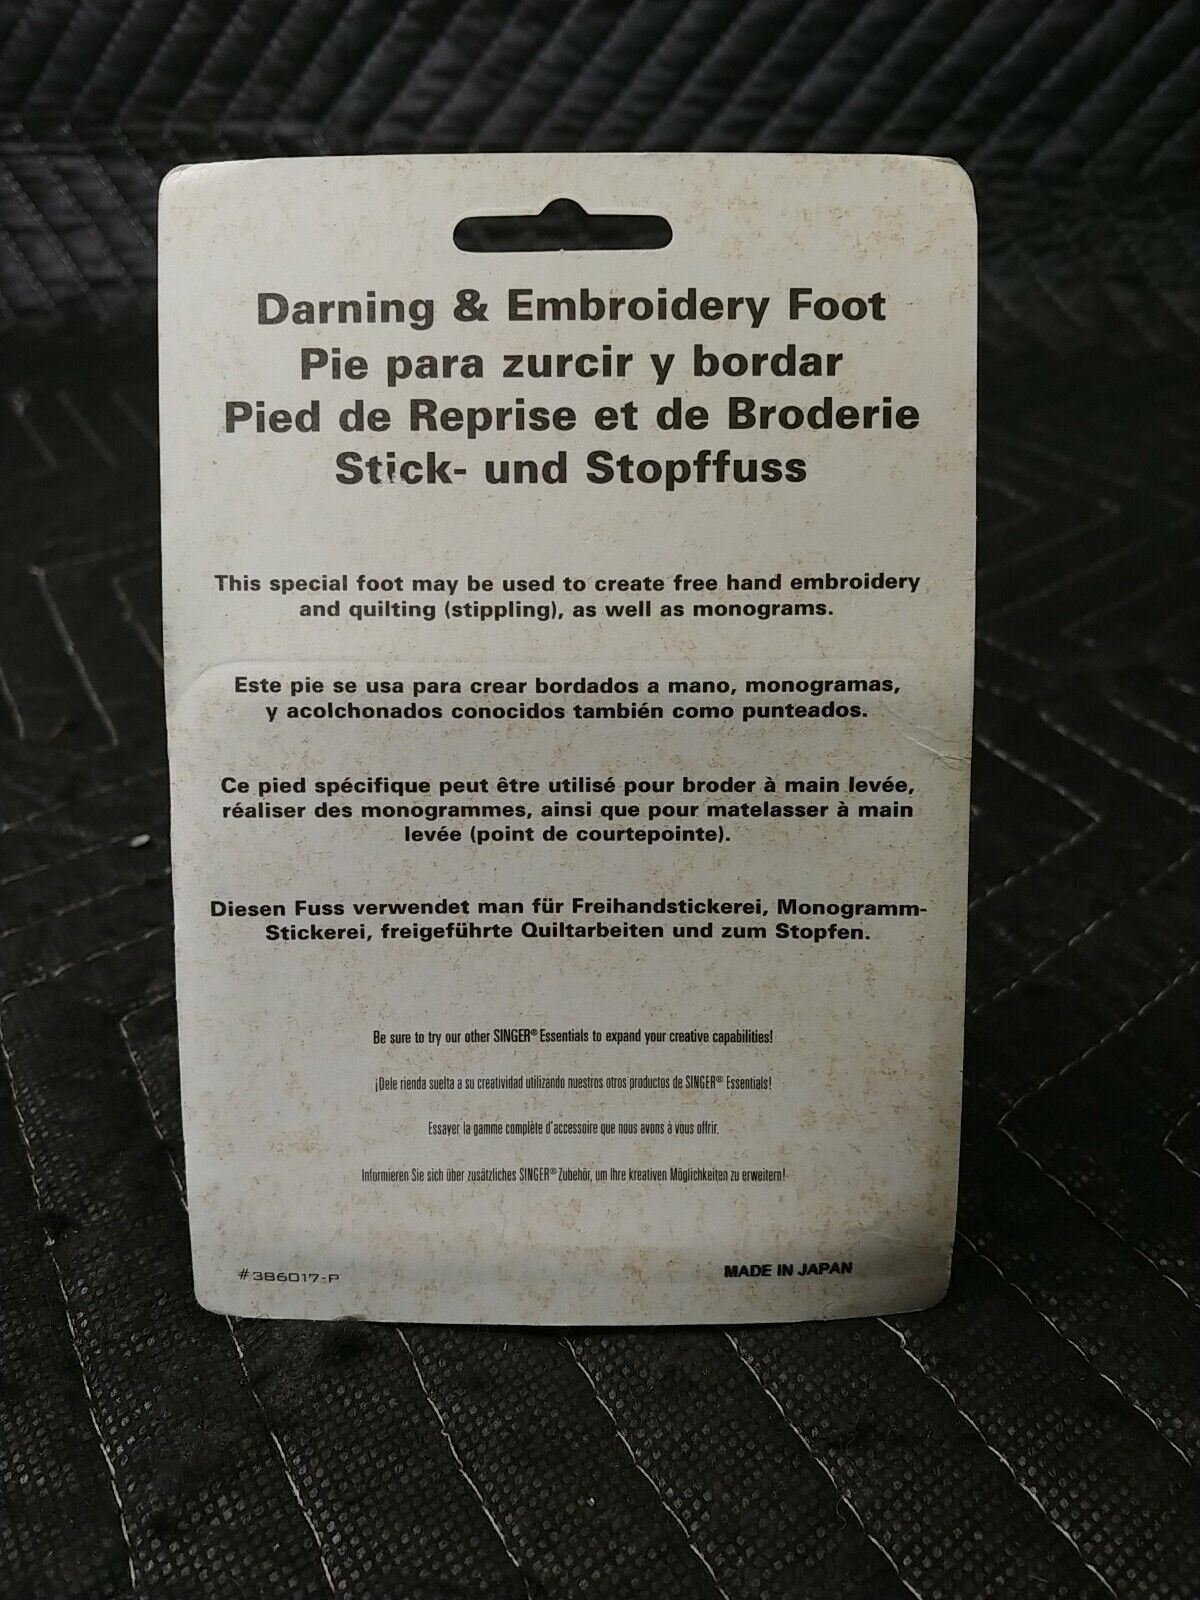 Darning & Embroidery Foot
Pie para zurcir y bordar
Pied de Reprise et de Broderie
Stick- und Stopffuss
This special foot may be used to create free hand embroidery
and quilting (stippling), as well as monograms.
Este pie se usa para crear bordados a mano, monogramas,
y acolchonados conocidos también como punteados.
Ce pied spécifique peut être utilisé pour broder à main levée,
réaliser des monogrammes, ainsi que pour matelasser à main
levée (point de courtepointe).
Diesen Fuss verwendet man für Freihandstickerei, Monogramm-
Stickerei, freigeführte Quiltarbeiten und zum Stopfen.
Be sure to try our other SINGER® Essentials to expand your creative capabilities!
¡Dele rienda suelta a su creatividad utilizando nuestros otros productos de SINGER® Essentials!
Essayer la gamme complète d'accessoire que nous avons à vous offrir.
Informieren Sie sich über zusätzliches SINGER® Zubehör, um Ihre kreativen Möglichkeiten zu erweitern!
#386017-P
MADE IN JAPAN